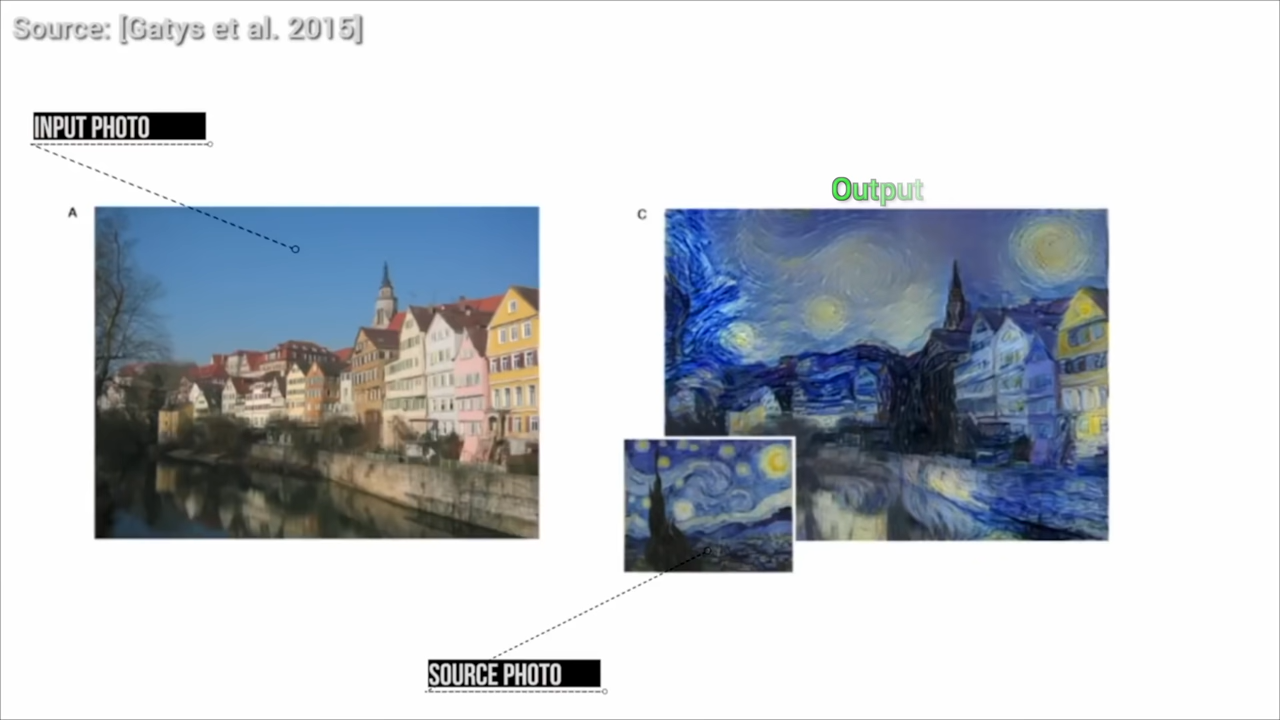 Source: [Gatys et al. 2015]
INPUT PHOTO
Output
A
C
SOURCE PHOTO